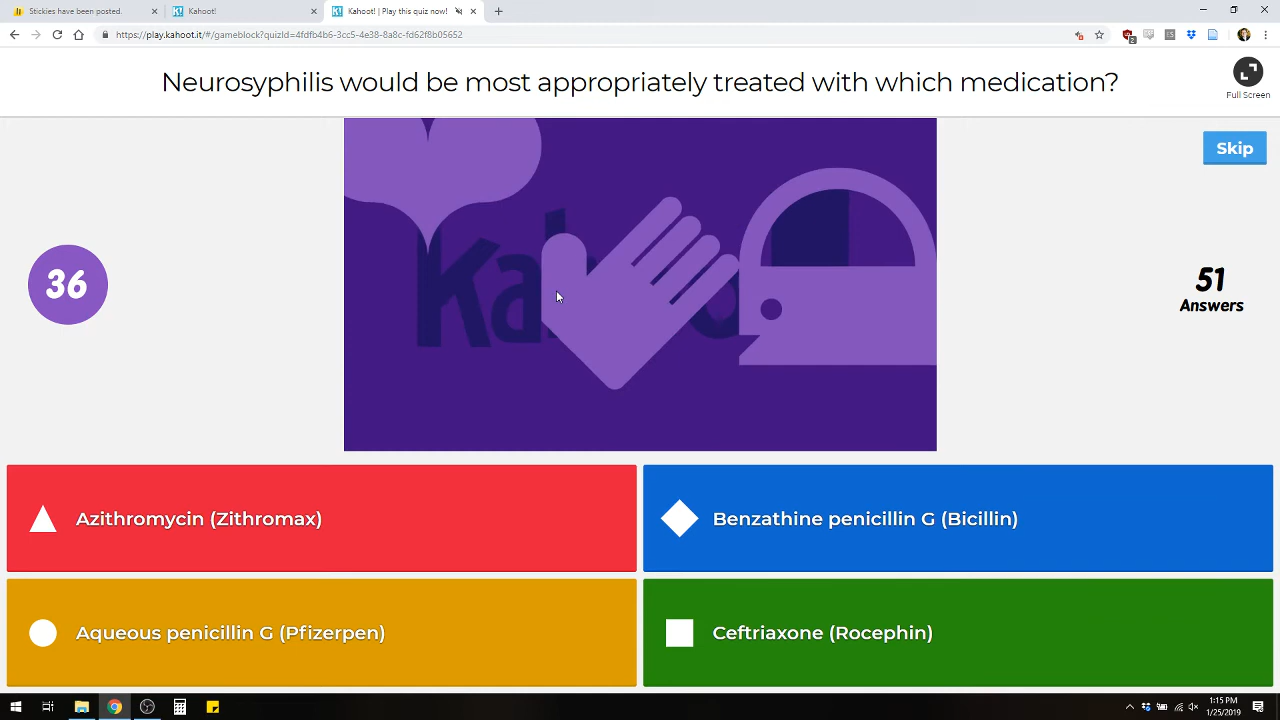 Stickies have been posted.
Kahoot!
Kahoot! | Play this quiz now!
https://play.kahoot.it/#/gameblock?quizId=4fdfb4b6-3cc5-4e38-8a8c-fd62f8b05652
2
Neurosyphilis would be most appropriately treated with which medication?
Full Screen
Skip
36
51
Answers
Azithromycin (Zithromax)
Benzathine penicillin G (Bicillin)
Aqueous penicillin G (Pfizerpen)
Ceftriaxone (Rocephin)
1:15 PM
1/25/2019